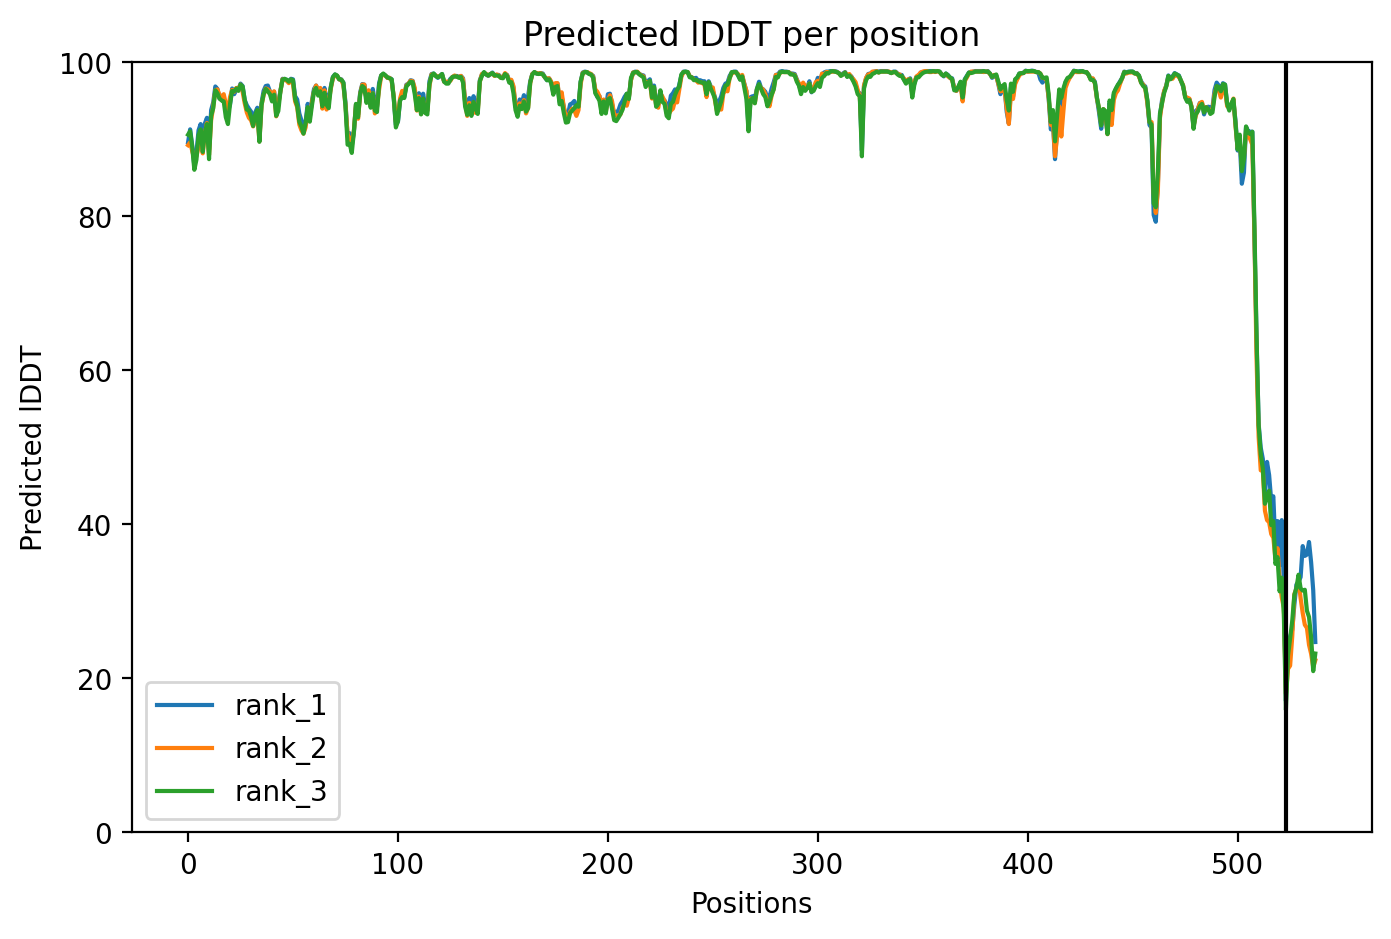 Predicted lDDT per position
Predicted lDDT
100
80
60
40
20
0
rank_1
rank_2
rank_3
0 100 200 300 400 500
Positions